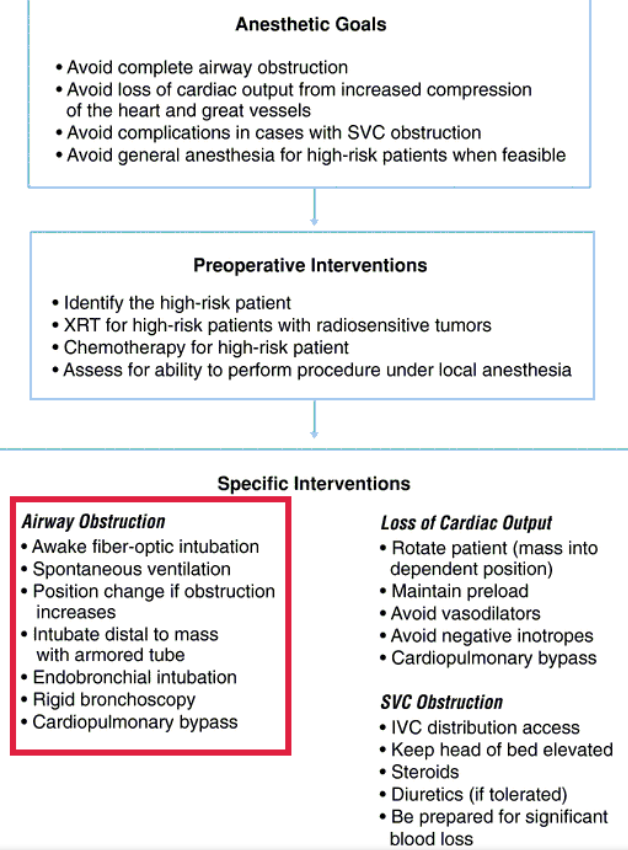 Anesthetic Goals
• Avoid complete airway obstruction
• Avoid loss of cardiac output from increased compression
of the heart and great vessels
• Avoid complications in cases with SVC obstruction
• Avoid general anesthesia for high-risk patients when feasible
Preoperative Interventions
• Identify the high-risk patient
• XRT for high-risk patients with radiosensitive tumors
• Chemotherapy for high-risk patient
• Assess for ability to perform procedure under local anesthesia
Specific Interventions
Airway Obstruction
• Awake fiber-optic intubation
• Spontaneous ventilation
• Position change if obstruction
increases
• Intubate distal to mass
with armored tube
• Endobronchial intubation
• Rigid bronchoscopy
• Cardiopulmonary bypass
Loss of Cardiac Output
• Rotate patient (mass into
dependent position)
• Maintain preload
• Avoid vasodilators
• Avoid negative inotropes
• Cardiopulmonary bypass
SVC Obstruction
• IVC distribution access
• Keep head of bed elevated
• Steroids
• Diuretics (if tolerated)
• Be prepared for significant
blood loss